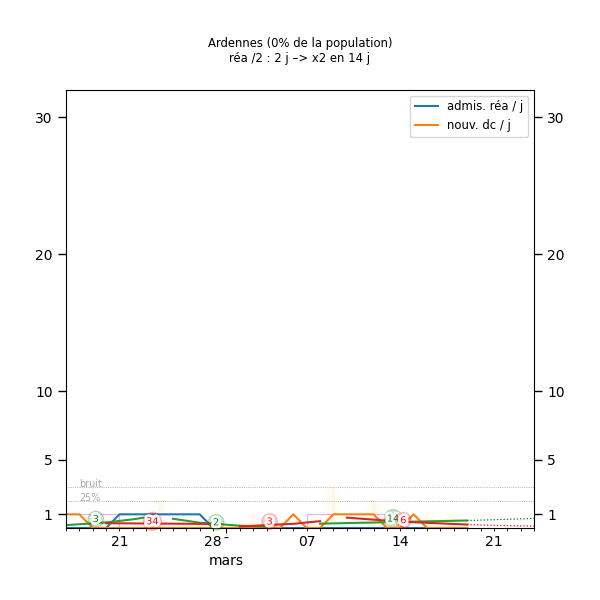 Ardennes (0% de la population)
réa /2 : 2 j –> x2 en 14 j
admis. réa / j
nouv. dc / j
30 30
20 20
10 10
5 5
bruit
25%
1 3 34 2 3 14 6 1
21 28 07 14 21
mars